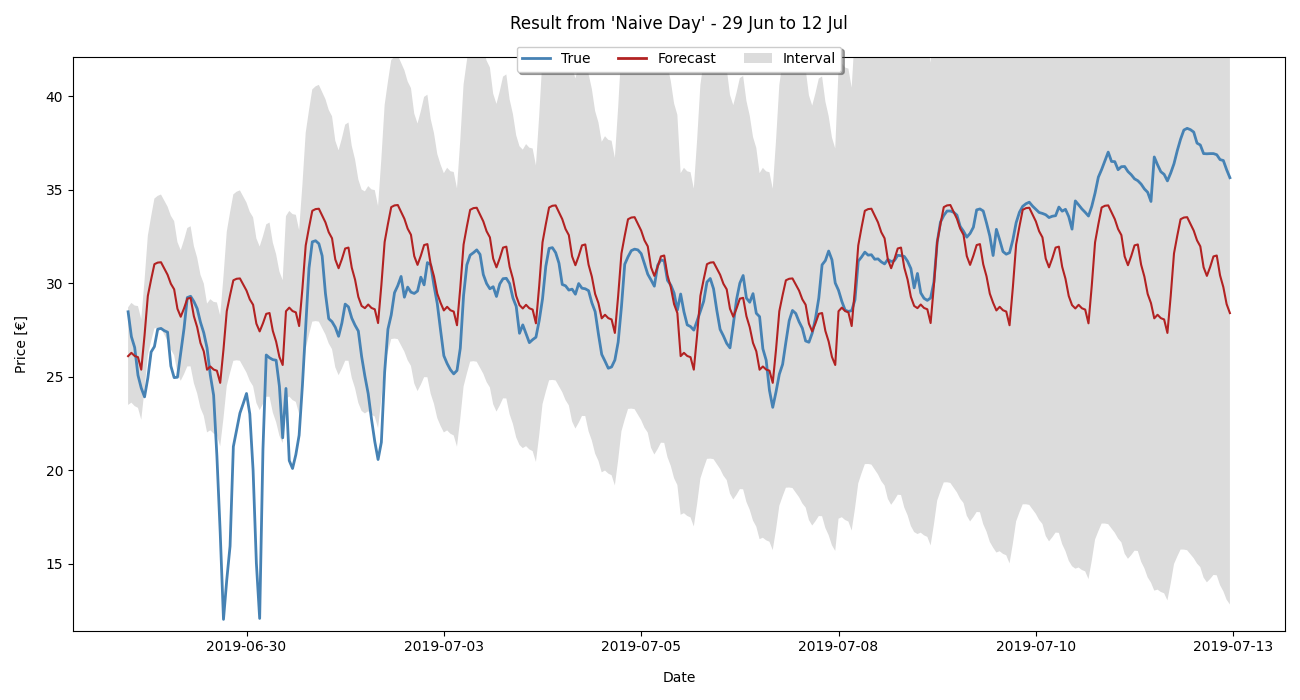 Result from 'Naive Day' - 29 Jun to 12 Jul
True Forecast Interval
40
35
30
25
20
15
Price [€]
2019-06-30 2019-07-03 2019-07-05 2019-07-08 2019-07-10 2019-07-13
Date